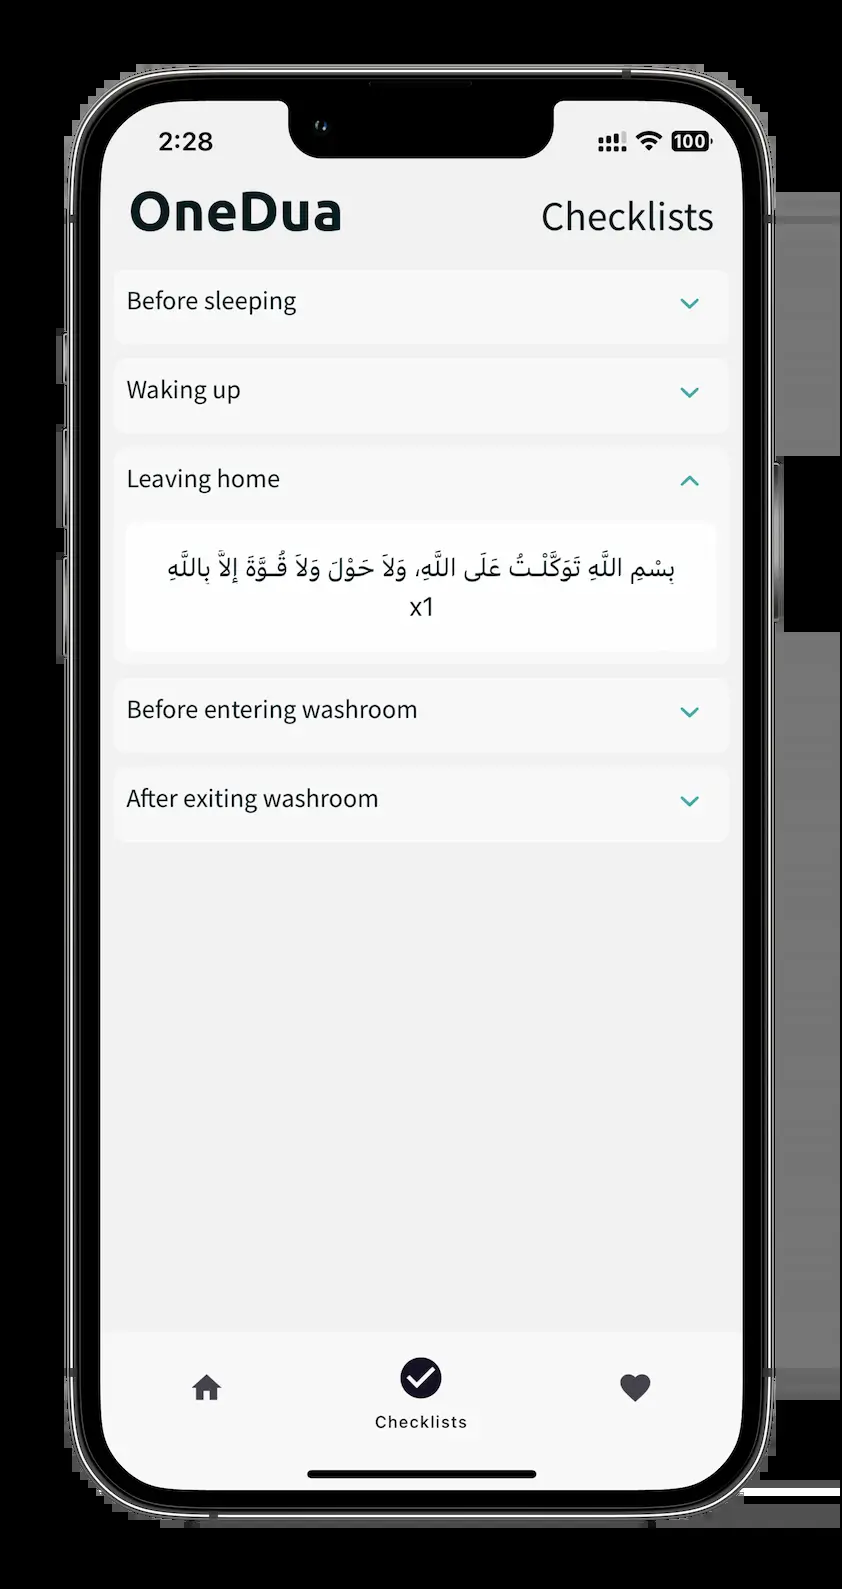 2:28
100
OneDua
Checklists
Before sleeping
Waking up
Leaving home
بِسْمِ اللَّهِ تَوَكَّلْـتُ عَلَى اللَّهِ، وَلاَ حَوْلَ وَلاَ قُـوَّةَ إِلاَّ بِاللَّهِ
x1
Before entering washroom
After exiting washroom
Checklists